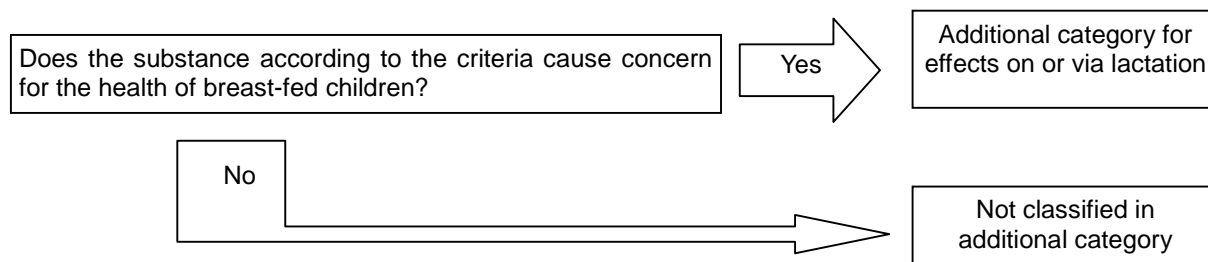 Does the substance according to the criteria cause concern
for the health of breast-fed children?
Yes
Additional category for
effects on or via lactation
No
Not classified in
additional category